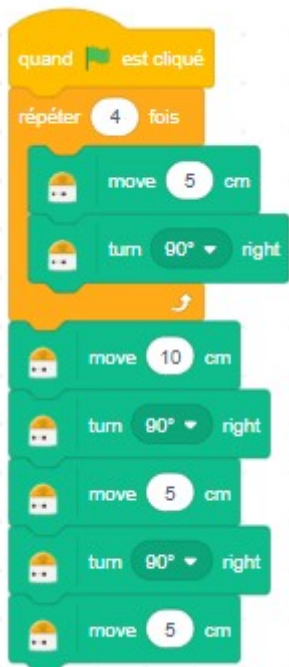 quand est cliqué
répéter 4 fois
move 5 cm
turn 90° right
move 10 cm
turn 90° right
move 5 cm
turn 90° right
move 5 cm